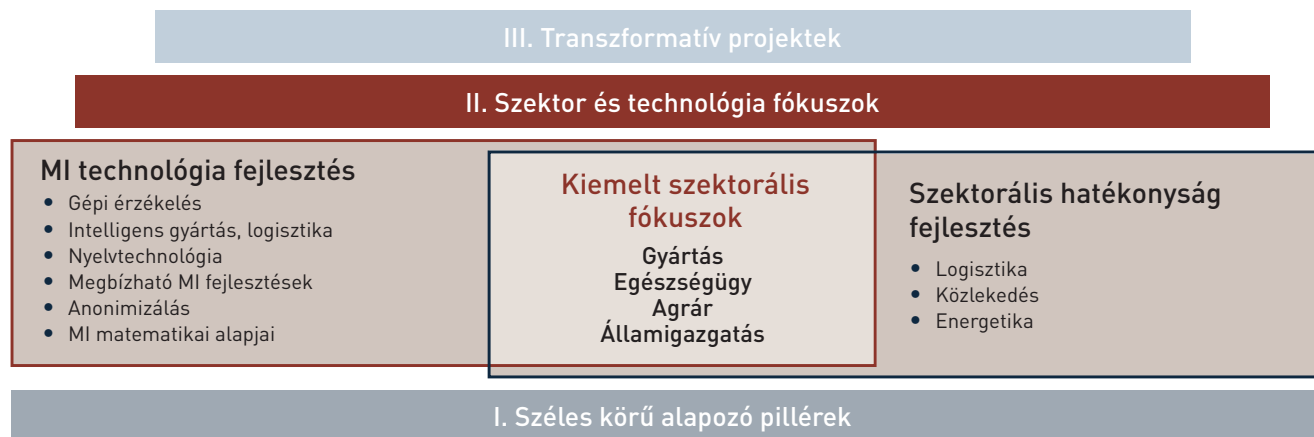 III. Transzformatív projektek
II. Szektor és technológia fókuszok
MI technológia fejlesztés
• Gépi érzékelés
• Intelligens gyártás, logisztika
• Nyelvtechnológia
• Megbízható MI fejlesztések
• Anonimizálás
• MI matematikai alapjai
Kiemelt szektorális
fókuszok
Gyártás
Egészségügy
Agrár
Államigazgatás
Szektorális hatékonyság
fejlesztés
• Logisztika
• Közlekedés
• Energetika
I. Széles körű alapozó pillérek